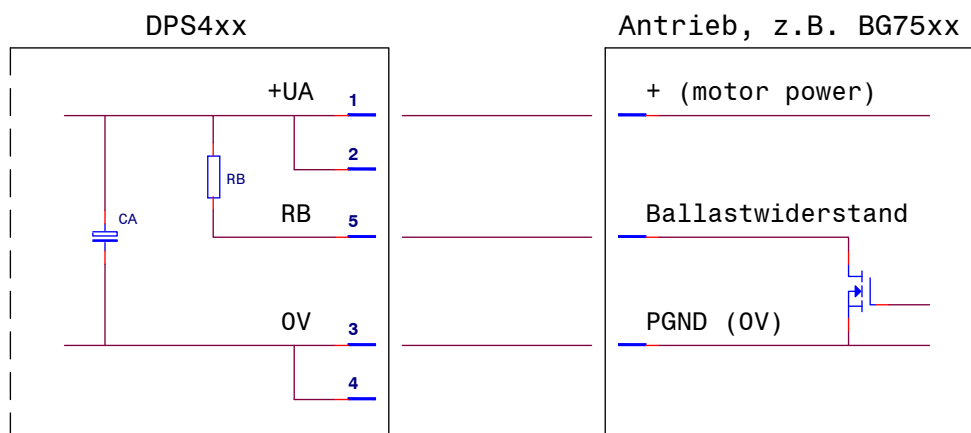 DPS4xx
Antrieb, z.B. BG75xx
+UA
1
+ (motor power)
2
RB
CA
RB
5
Ballastwiderstand
0V
3
PGND (0V)
4